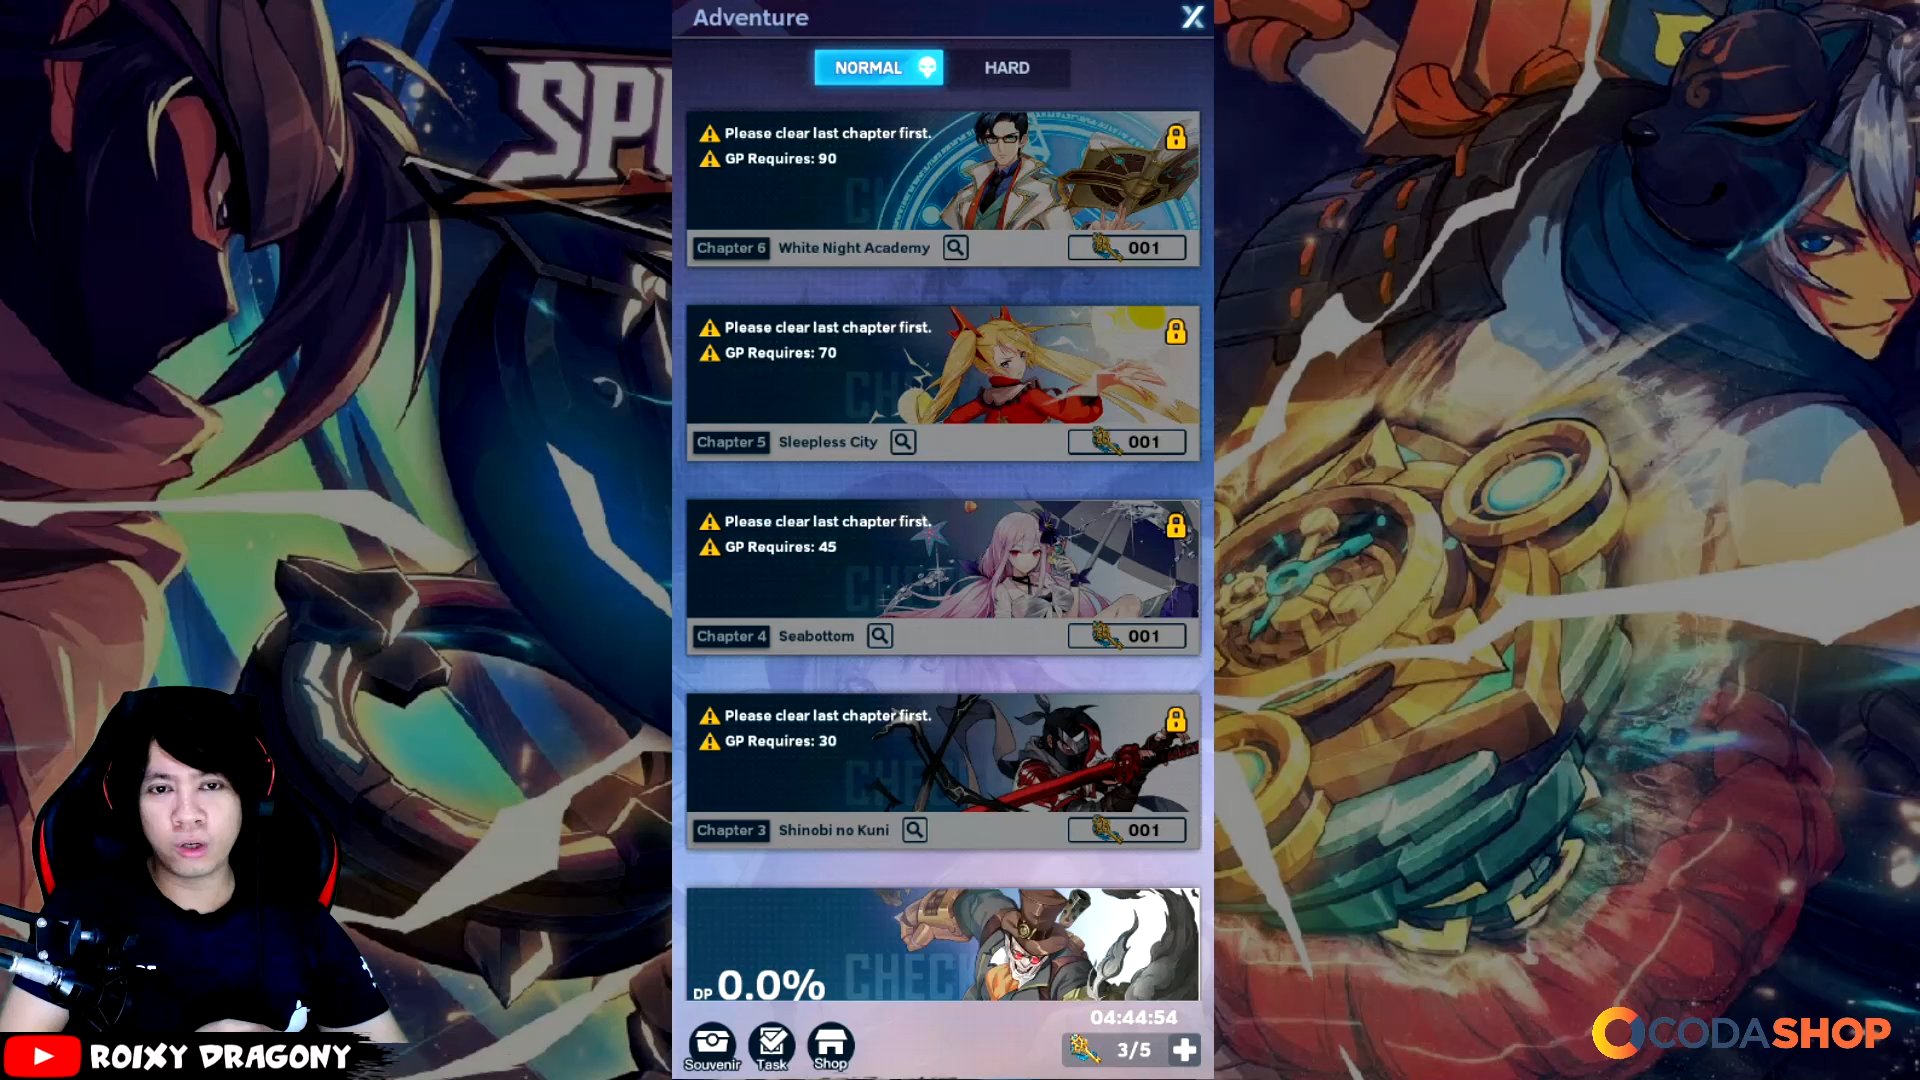 Adventure
NORMAL
HARD
Please clear last chapter first.
GP Requires: 90
Chapter 6 White Night Academy
001
Please clear last chapter first.
GP Requires: 70
Chapter 5 Sleepless City
001
Please clear last chapter first.
GP Requires: 45
Chapter 4 Seabottom
001
Please clear last chapter first.
GP Requires: 30
Chapter 3 Shinobi no Kuni
001
CHECK
DP 0.0%
04:44:54
3/5
Souvenir
Task
Shop
ROIXY DRAGONY
CODASHOP